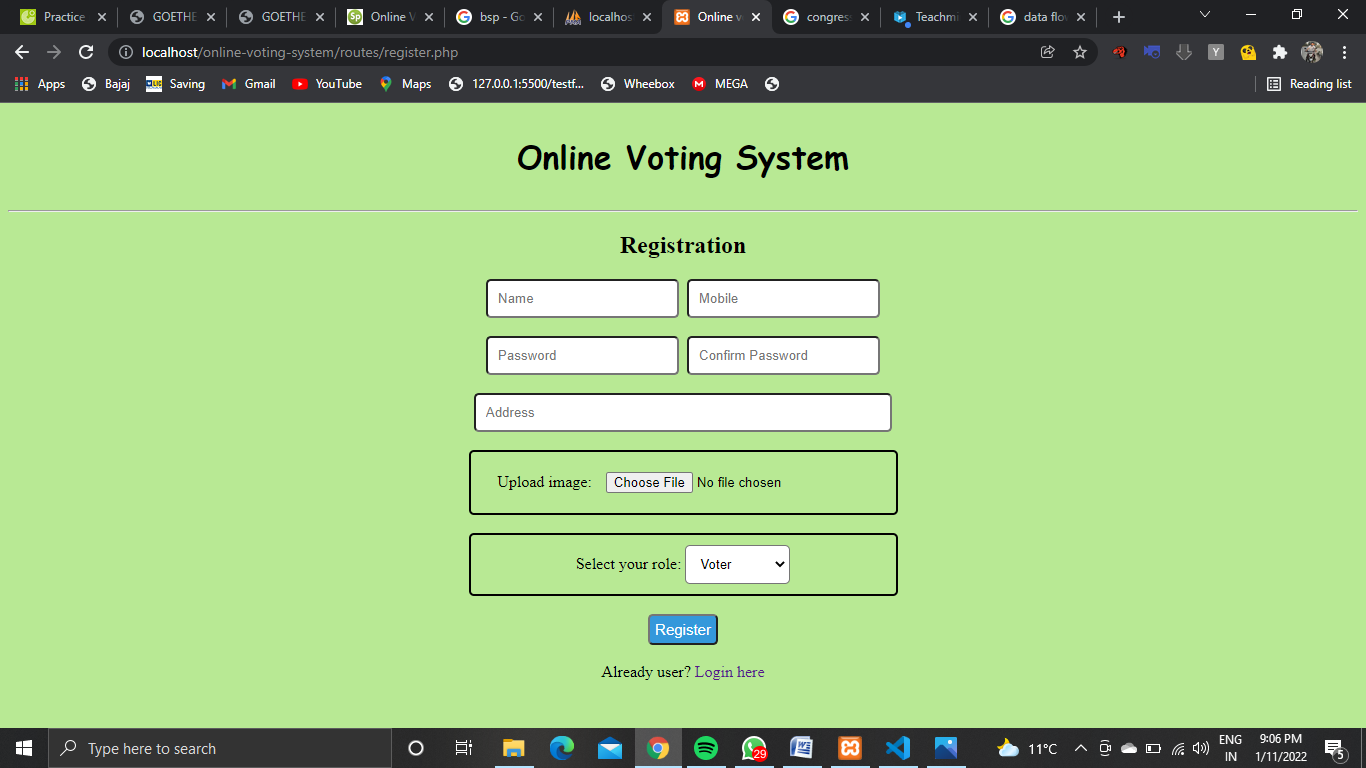 Practice GOETHE GOETHE Online V bsp - Go localhos Online v congress Teachmi data flow
localhost/online-voting-system/routes/register.php
Apps Bajaj Saving Gmail YouTube Maps 127.0.0.1:5500/testf... Wheebox MEGA Reading list
Online Voting System
Registration
Name Mobile
Password Confirm Password
Address
Upload image: Choose File No file chosen
Select your role: Voter
Register
Already user? Login here
Type here to search 29 11°C ENG 9:06 PM
IN 1/11/2022 5